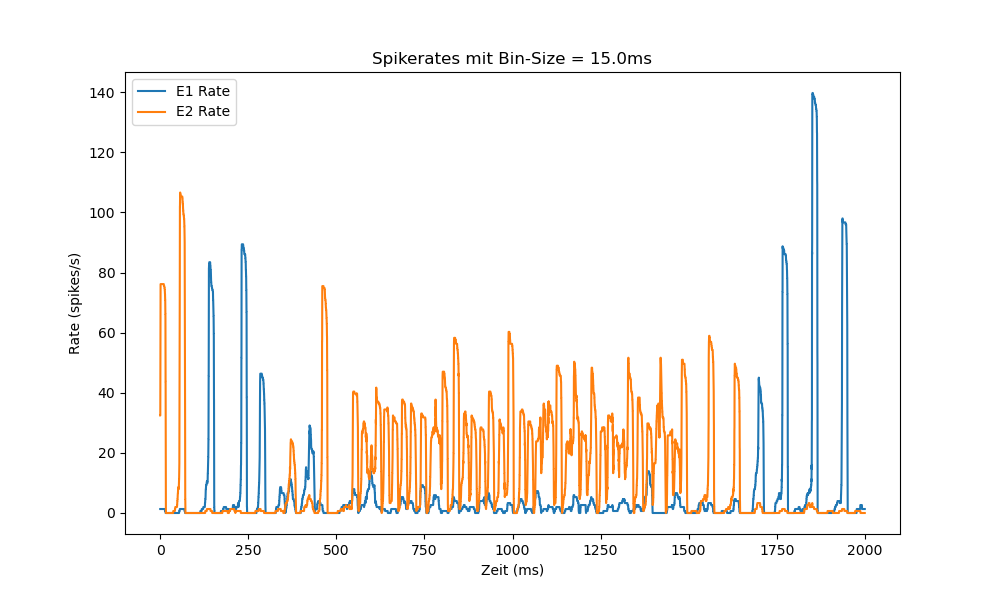 Spikerates mit Bin-Size = 15.0ms
E1 Rate
E2 Rate
140
120
100
80
60
40
20
0
Rate (spikes/s)
0 250 500 750 1000 1250 1500 1750 2000
Zeit (ms)